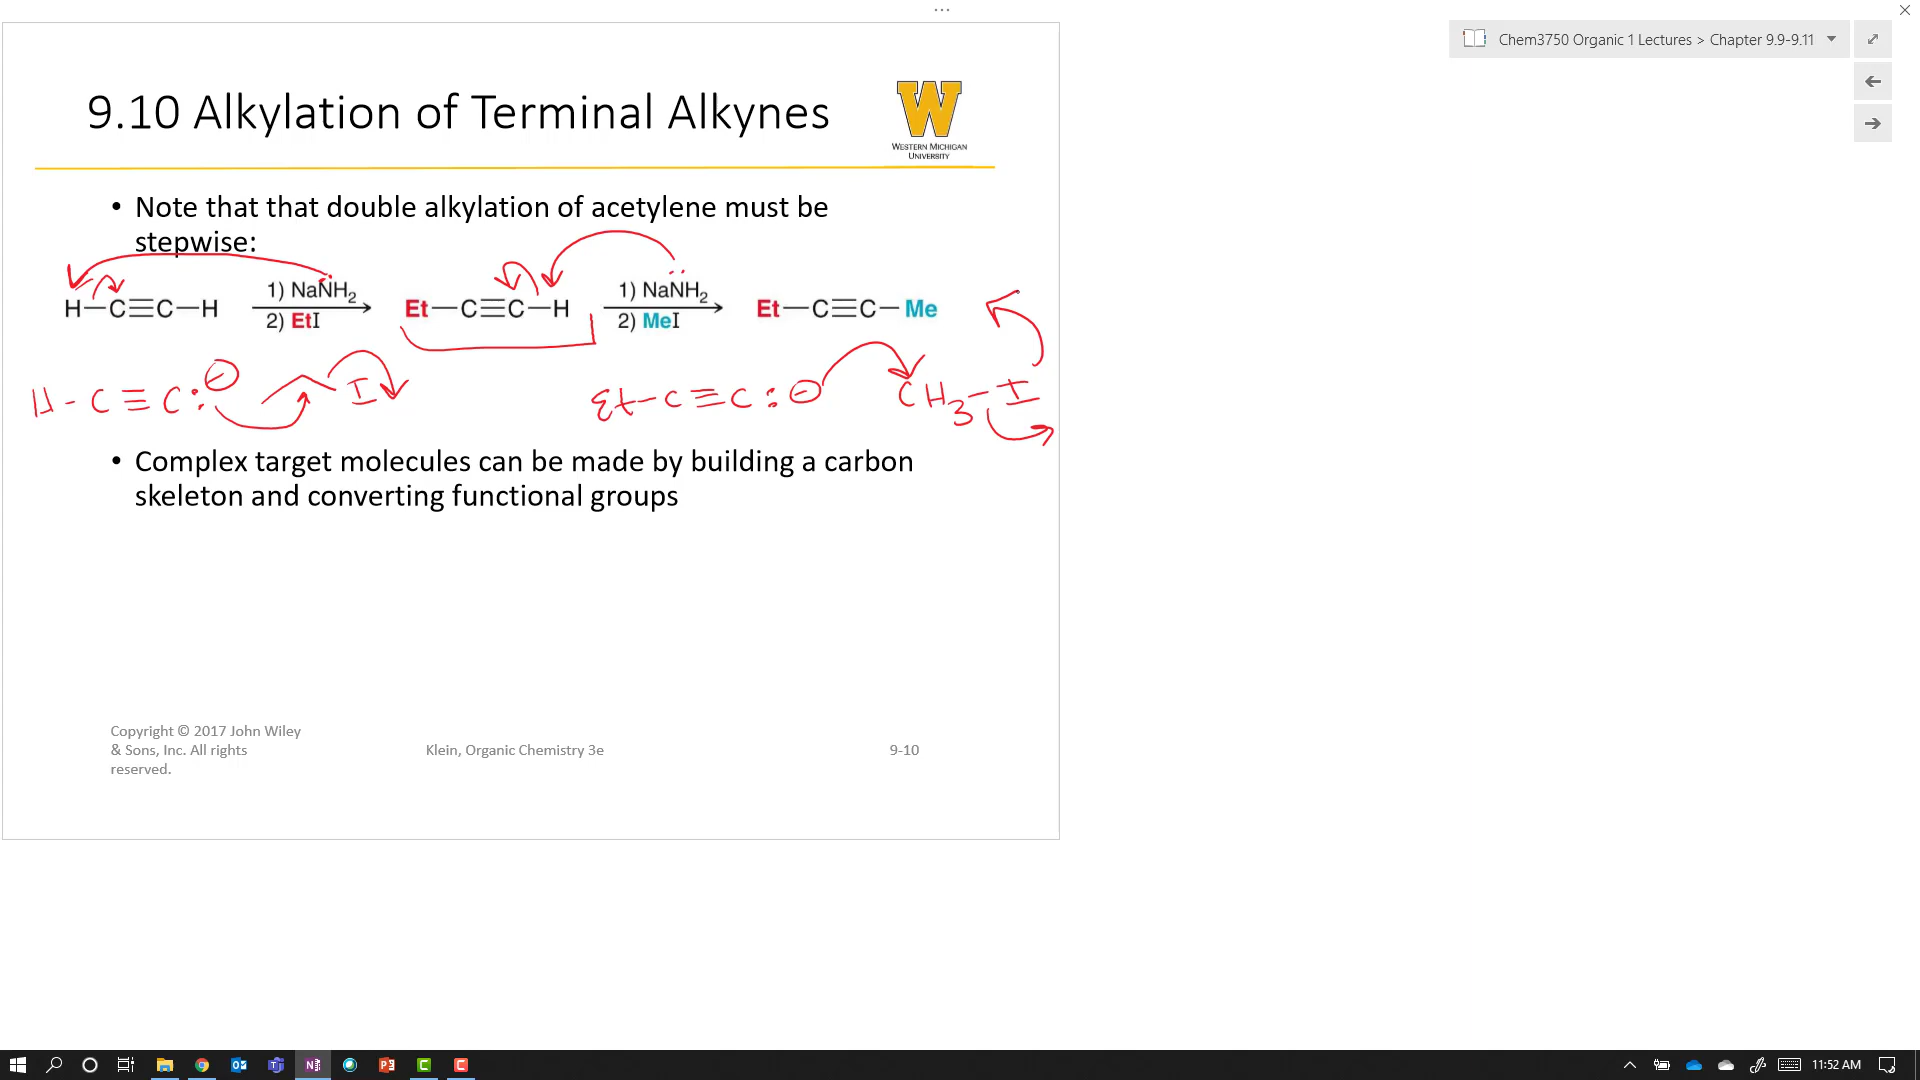 Chem3750 Organic 1 Lectures > Chapter 9.9-9.11
9.10 Alkylation of Terminal Alkynes
W
WESTERN MICHIGAN
UNIVERSITY
• Note that that double alkylation of acetylene must be
stepwise:
1) NaNH₂
1) NaNH₂
H—C≡C—H
Et—C≡C—H
Et—C≡C—Me
2) EtI
2) MeI
H-C≡C:⊖ I
Et-C≡C:⊖ CH₃-I
• Complex target molecules can be made by building a carbon
skeleton and converting functional groups
Copyright © 2017 John Wiley
& Sons, Inc. All rights
reserved.
Klein, Organic Chemistry 3e
9-10
11:52 AM